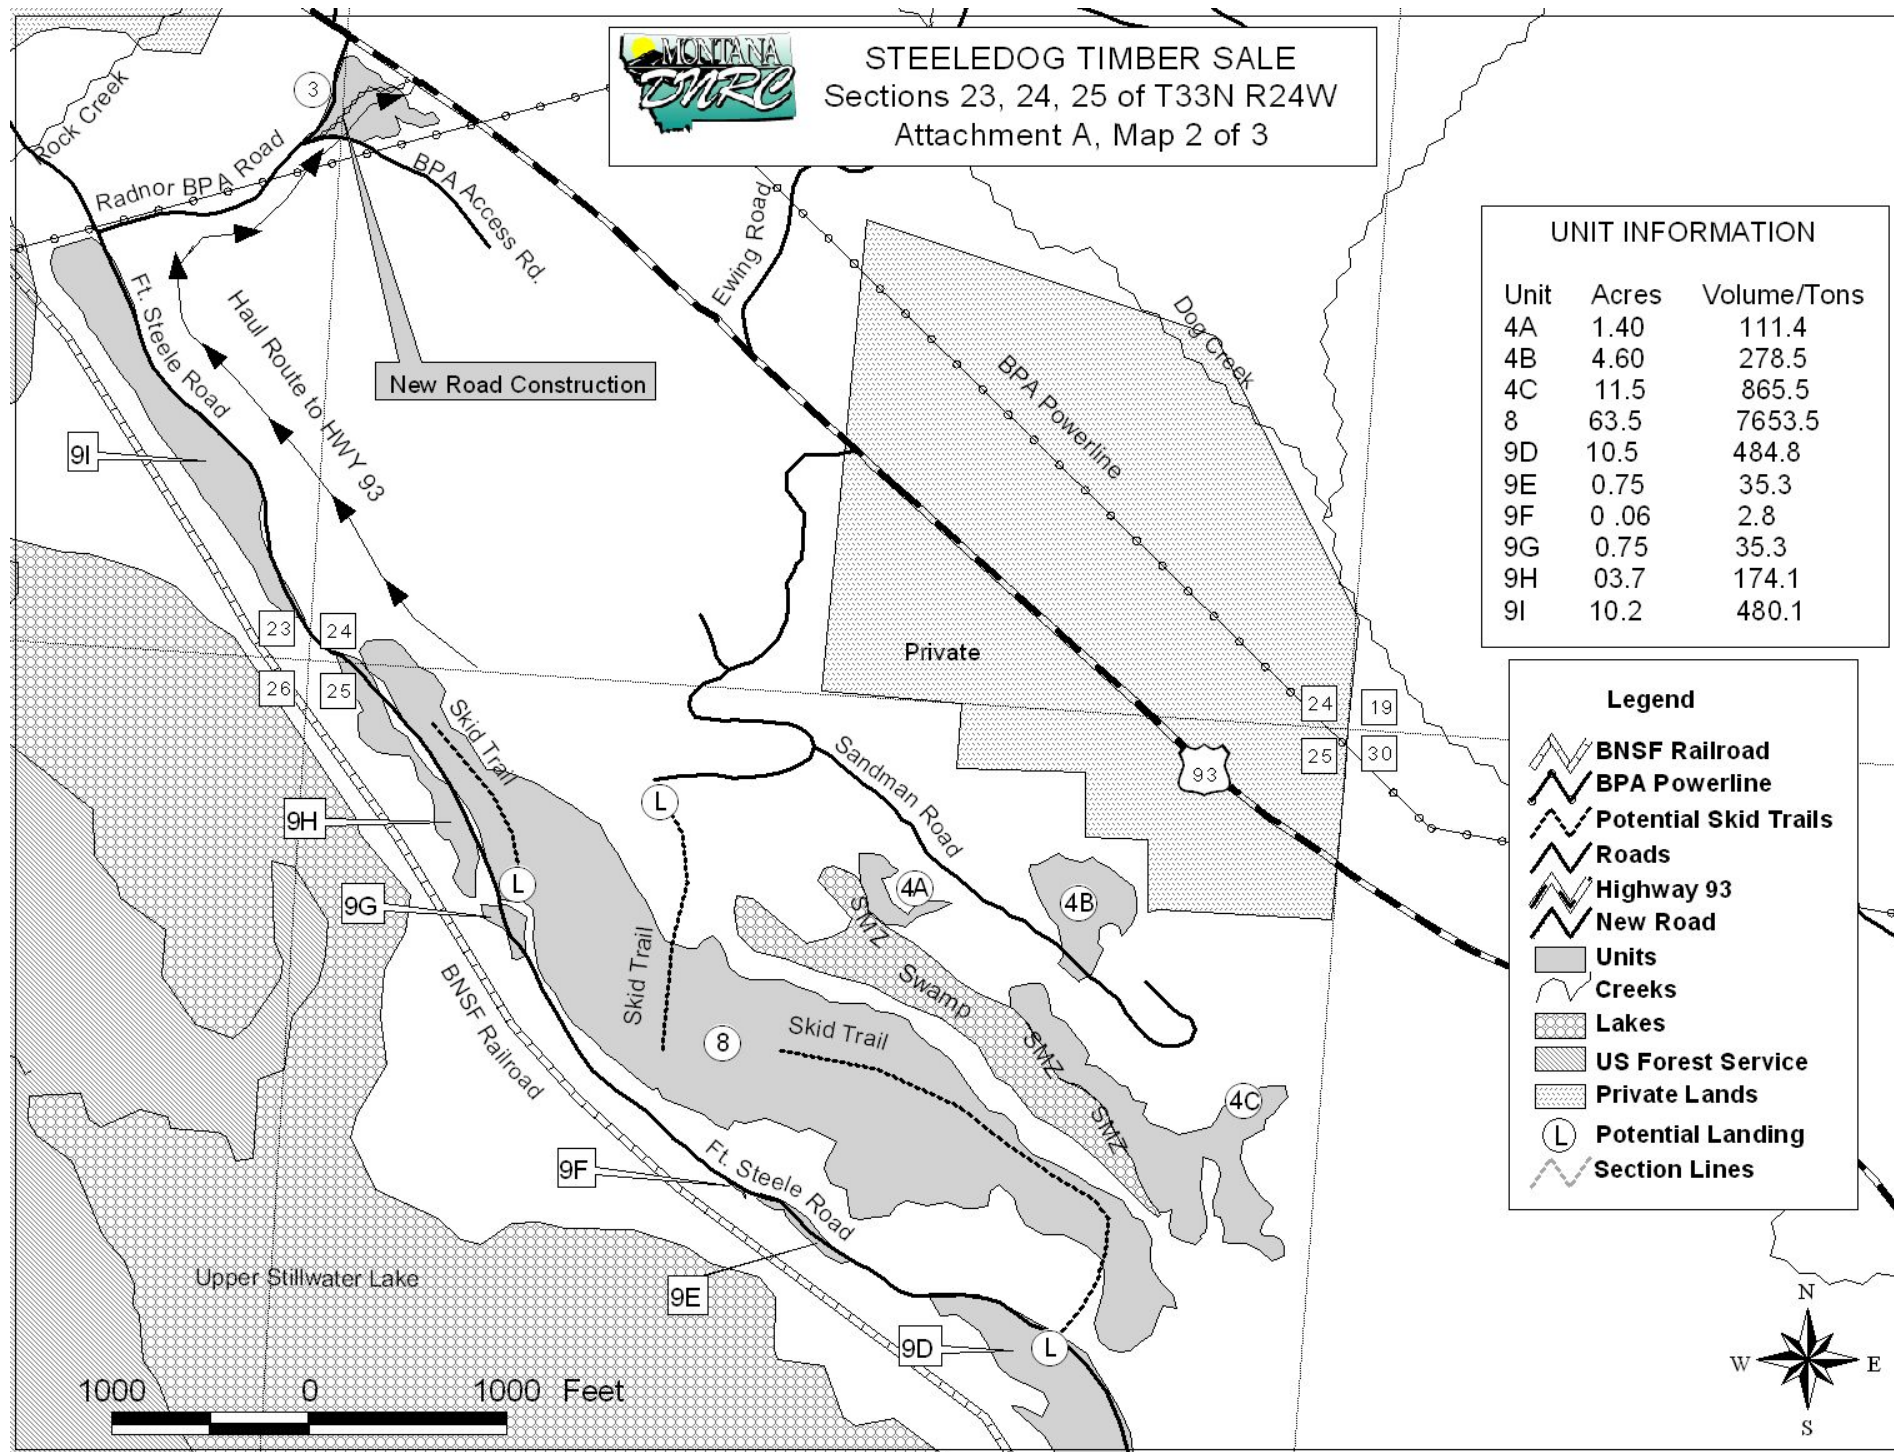 MONTANA
DNRC
STEELEDOG TIMBER SALE
Sections 23, 24, 25 of T33N R24W
Attachment A, Map 2 of 3
3
Rock Creek
Radnor BPA Road
BPA Access Rd.
Ewing Road
Ft. Steele Road
Haul Route to HWY 93
New Road Construction
Dog Creek
BPA Powerline
9I
UNIT INFORMATION
Unit Acres Volume/Tons
4A 1.40 111.4
4B 4.60 278.5
4C 11.5 865.5
8 63.5 7653.5
9D 10.5 484.8
9E 0.75 35.3
9F 0 .06 2.8
9G 0.75 35.3
9H 03.7 174.1
9I 10.2 480.1
23 24
26 25
Private
24 19
25 30
93
Skid Trail
Sandman Road
L
9H
9G
L
4A
4B
SMZ
Skid Trail
Swamp
BNSF Railroad
8
Skid Trail
SMZ
4C
SMZ
9F
Ft. Steele Road
9E
Upper Stillwater Lake
9D
L
Legend
BNSF Railroad
BPA Powerline
Potential Skid Trails
Roads
Highway 93
New Road
Units
Creeks
Lakes
US Forest Service
Private Lands
L Potential Landing
Section Lines
N
W E
S
1000 0 1000 Feet